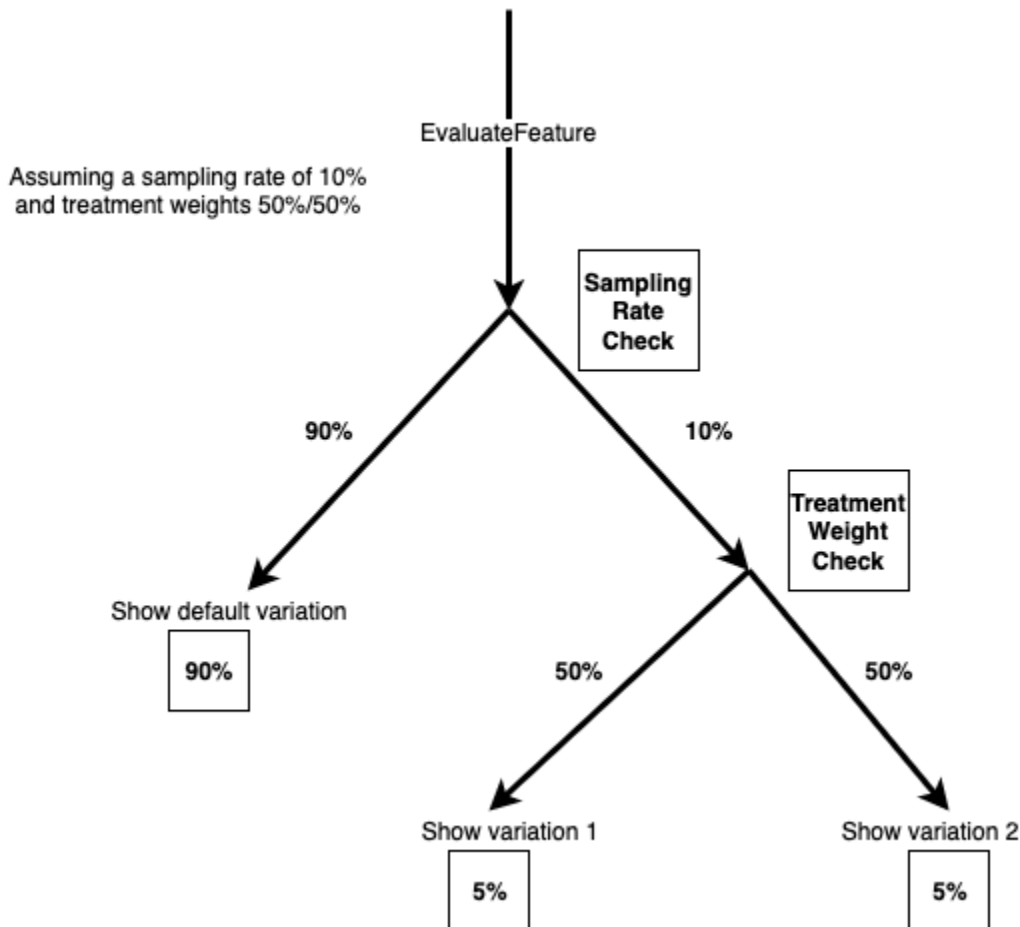 EvaluateFeature
Assuming a sampling rate of 10%
and treatment weights 50%/50%
Sampling
Rate
Check
90%
10%
Treatment
Weight
Check
Show default variation
90%
50%
50%
Show variation 1
Show variation 2
5%
5%